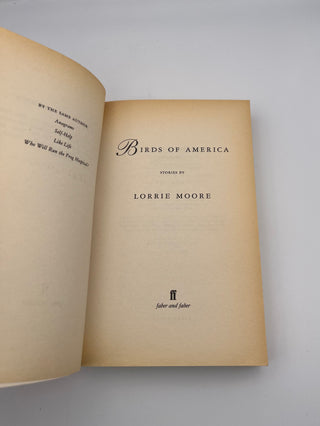 BY THE SAME AUTHOR
Anagrams
Self-Help
Like Life
Who Will Run the Frog Hospital?
BIRDS OF AMERICA
STORIES BY
LORRIE MOORE
ff
faber and faber